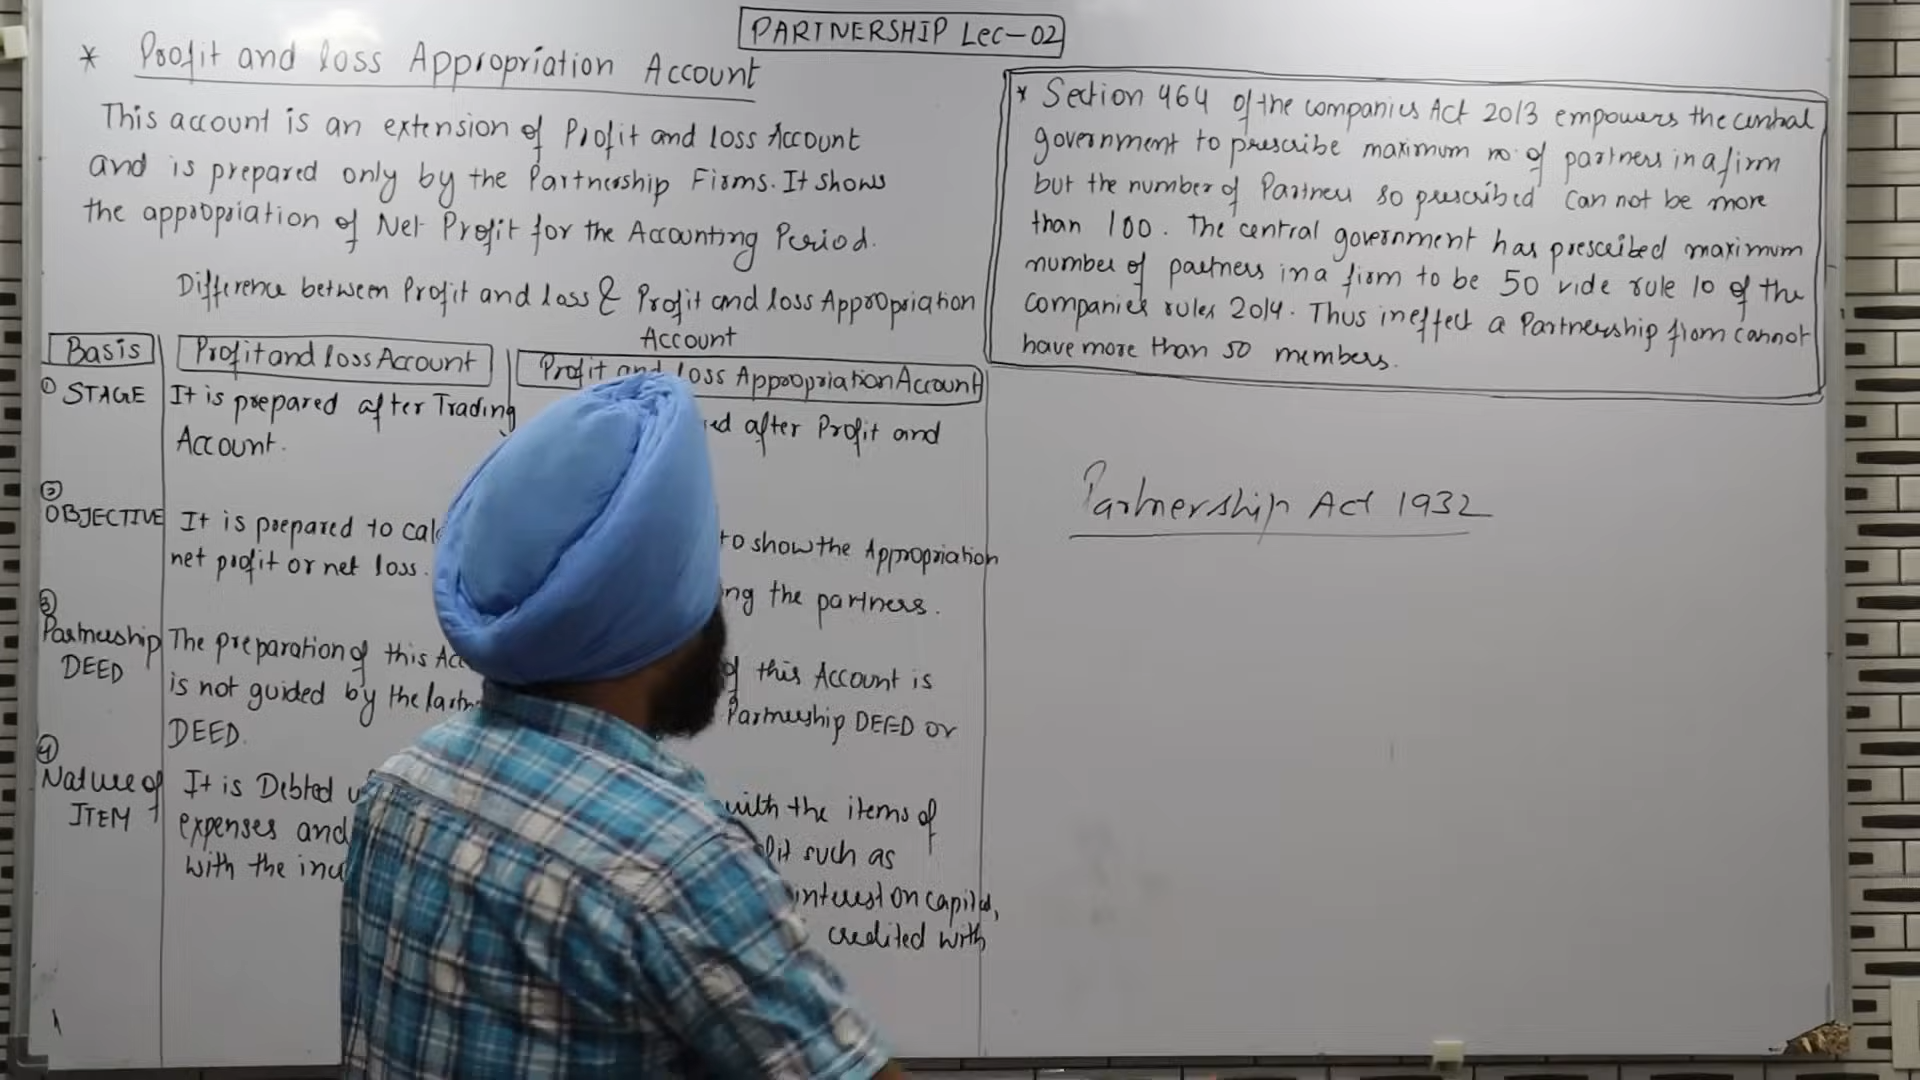 PARTNERSHIP Lec-02
* Profit and loss Appropriation Account
This account is an extension of Profit and loss Account
and is prepared only by the Partnership Firms. It shows
the appropriation of Net Profit for the Accounting Period.
Difference between Profit and loss & Profit and loss Appropriation
Account
Basis
Profit and loss Account
Profit and loss Appropriation Account
① STAGE
It is prepared after Trading
Account.
after Profit and
② OBJECTIVE
It is prepared to
net profit or net loss.
to show the Appropriation
the partners.
③ Partnership
DEED
The preparation of this
is not guided by the
DEED.
of this Account is
Partnership DEED or
④ Nature of
ITEM
It is Debted
expenses and
with the
with the items of
such as
interest on capital,
credited with
* Section 464 of the companies Act 2013 empowers the central
government to prescribe maximum no. of partners in a firm
but the number of Partners so prescribed can not be more
than 100. The central government has prescribed maximum
number of partners in a firm to be 50 vide rule 10 of the
companies rules 2014. Thus in effect a Partnership firom cannot
have more than 50 members.
Partnership Act 1932